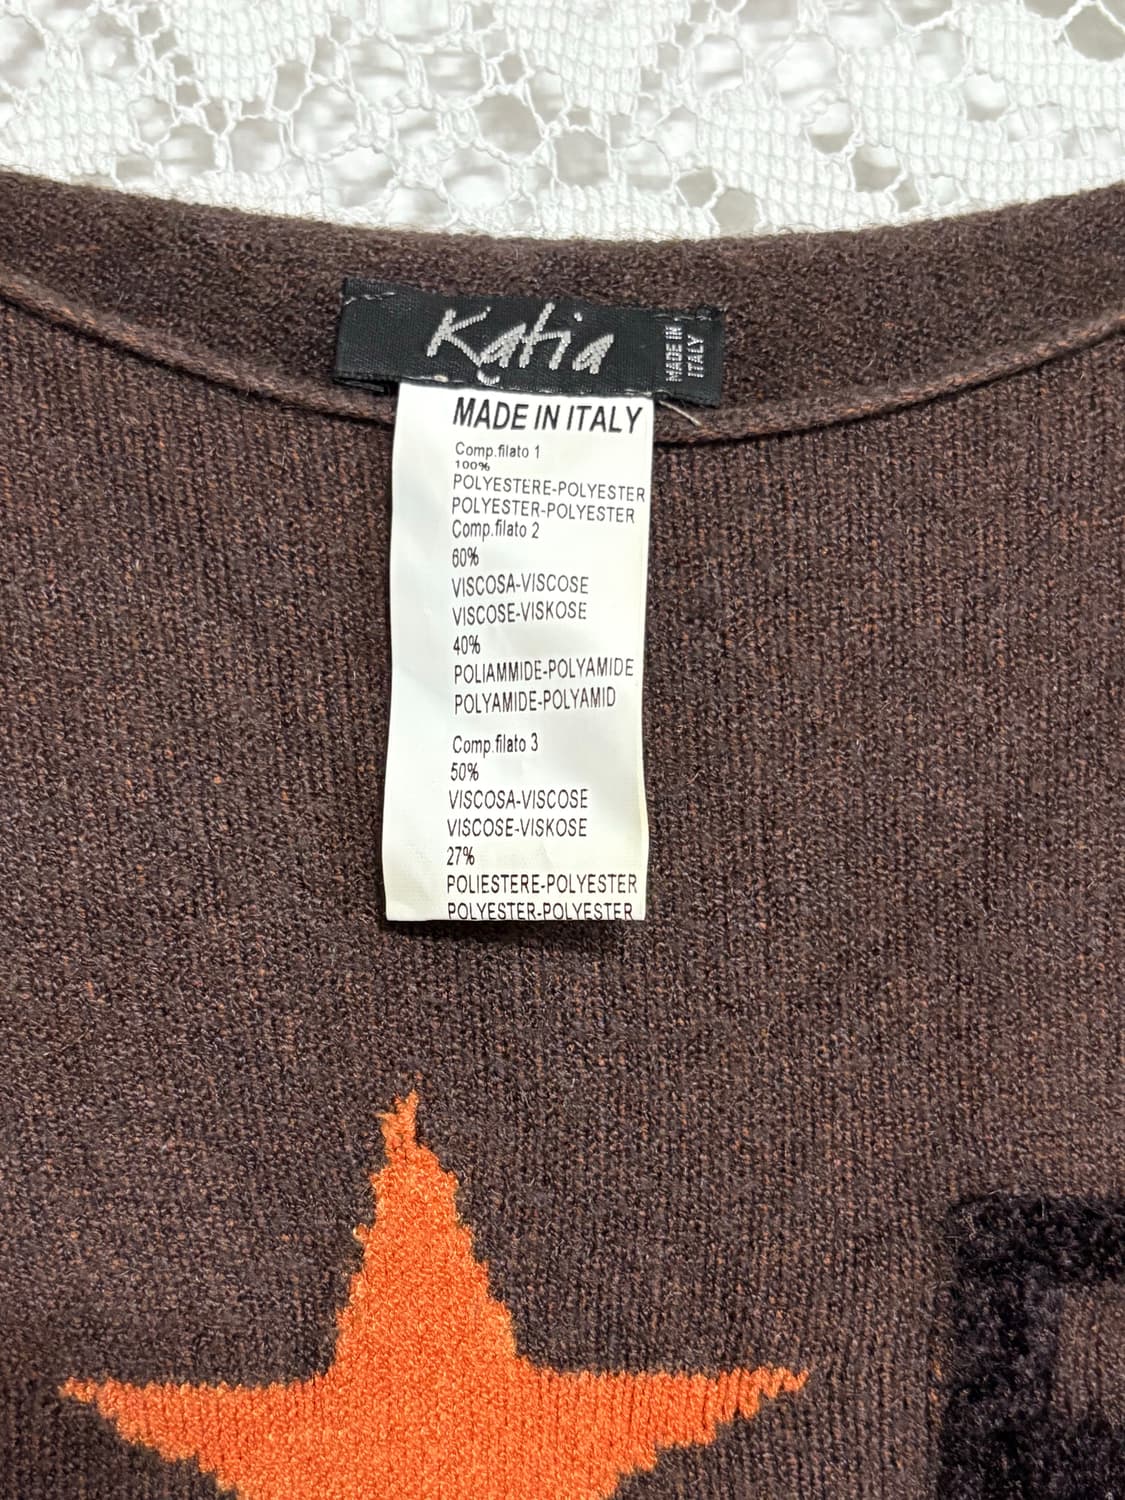 Katia
MADE IN
ITALY
MADE IN ITALY
Comp.filato 1
100%
POLYESTERE-POLYESTER
POLYESTER-POLYESTER
Comp.filato 2
60%
VISCOSA-VISCOSE
VISCOSE-VISKOSE
40%
POLIAMMIDE-POLYAMIDE
POLYAMIDE-POLYAMID
Comp.filato 3
50%
VISCOSA-VISCOSE
VISCOSE-VISKOSE
27%
POLIESTERE-POLYESTER
POLYESTER-POLYESTER